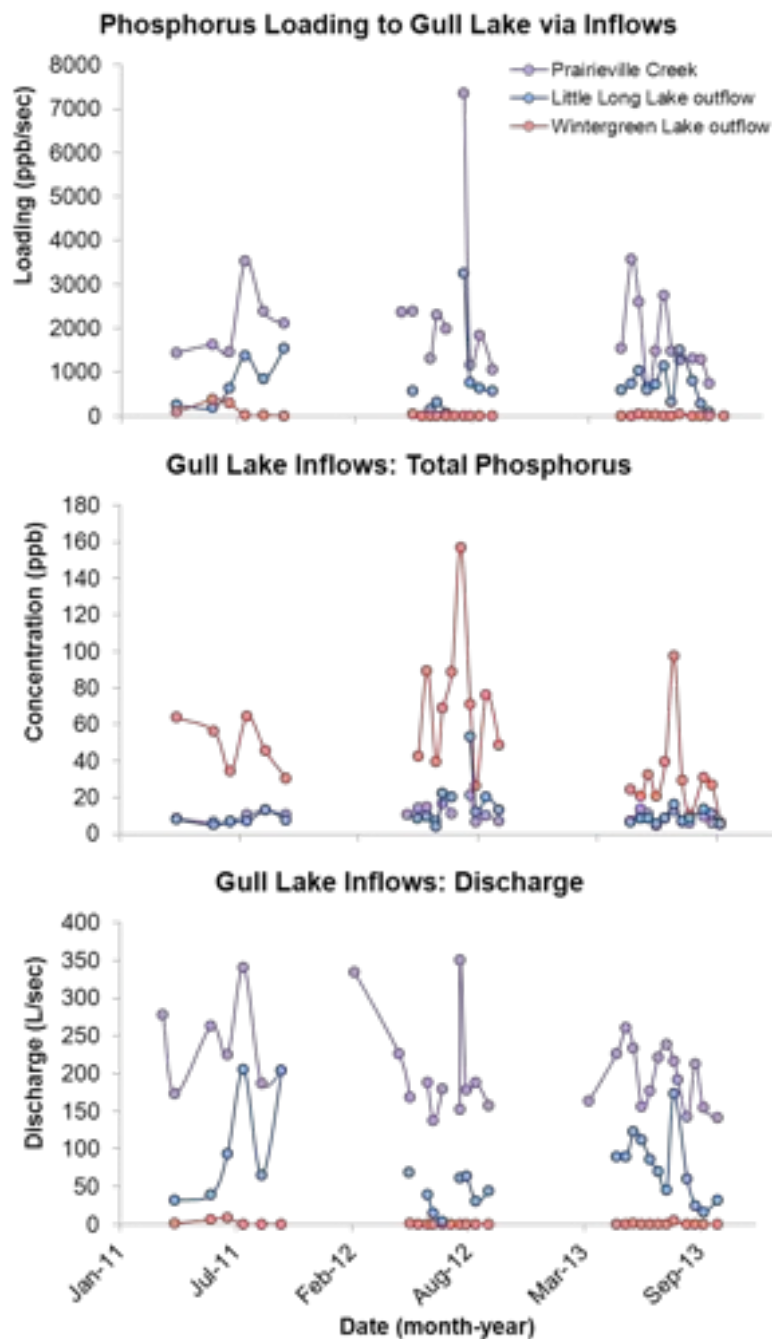 Phosphorus Loading to Gull Lake via Inflows
8000
7000
6000
5000
4000
3000
2000
1000
0
Loading (ppb/sec)
Prairieville Creek
Little Long Lake outflow
Wintergreen Lake outflow
Gull Lake Inflows: Total Phosphorus
180
160
140
120
100
80
60
40
20
0
Concentration (ppb)
Gull Lake Inflows: Discharge
400
350
300
250
200
150
100
50
0
Discharge (L/sec)
Jan-11
Jul-11
Feb-12
Aug-12
Mar-13
Sep-13
Date (month-year)